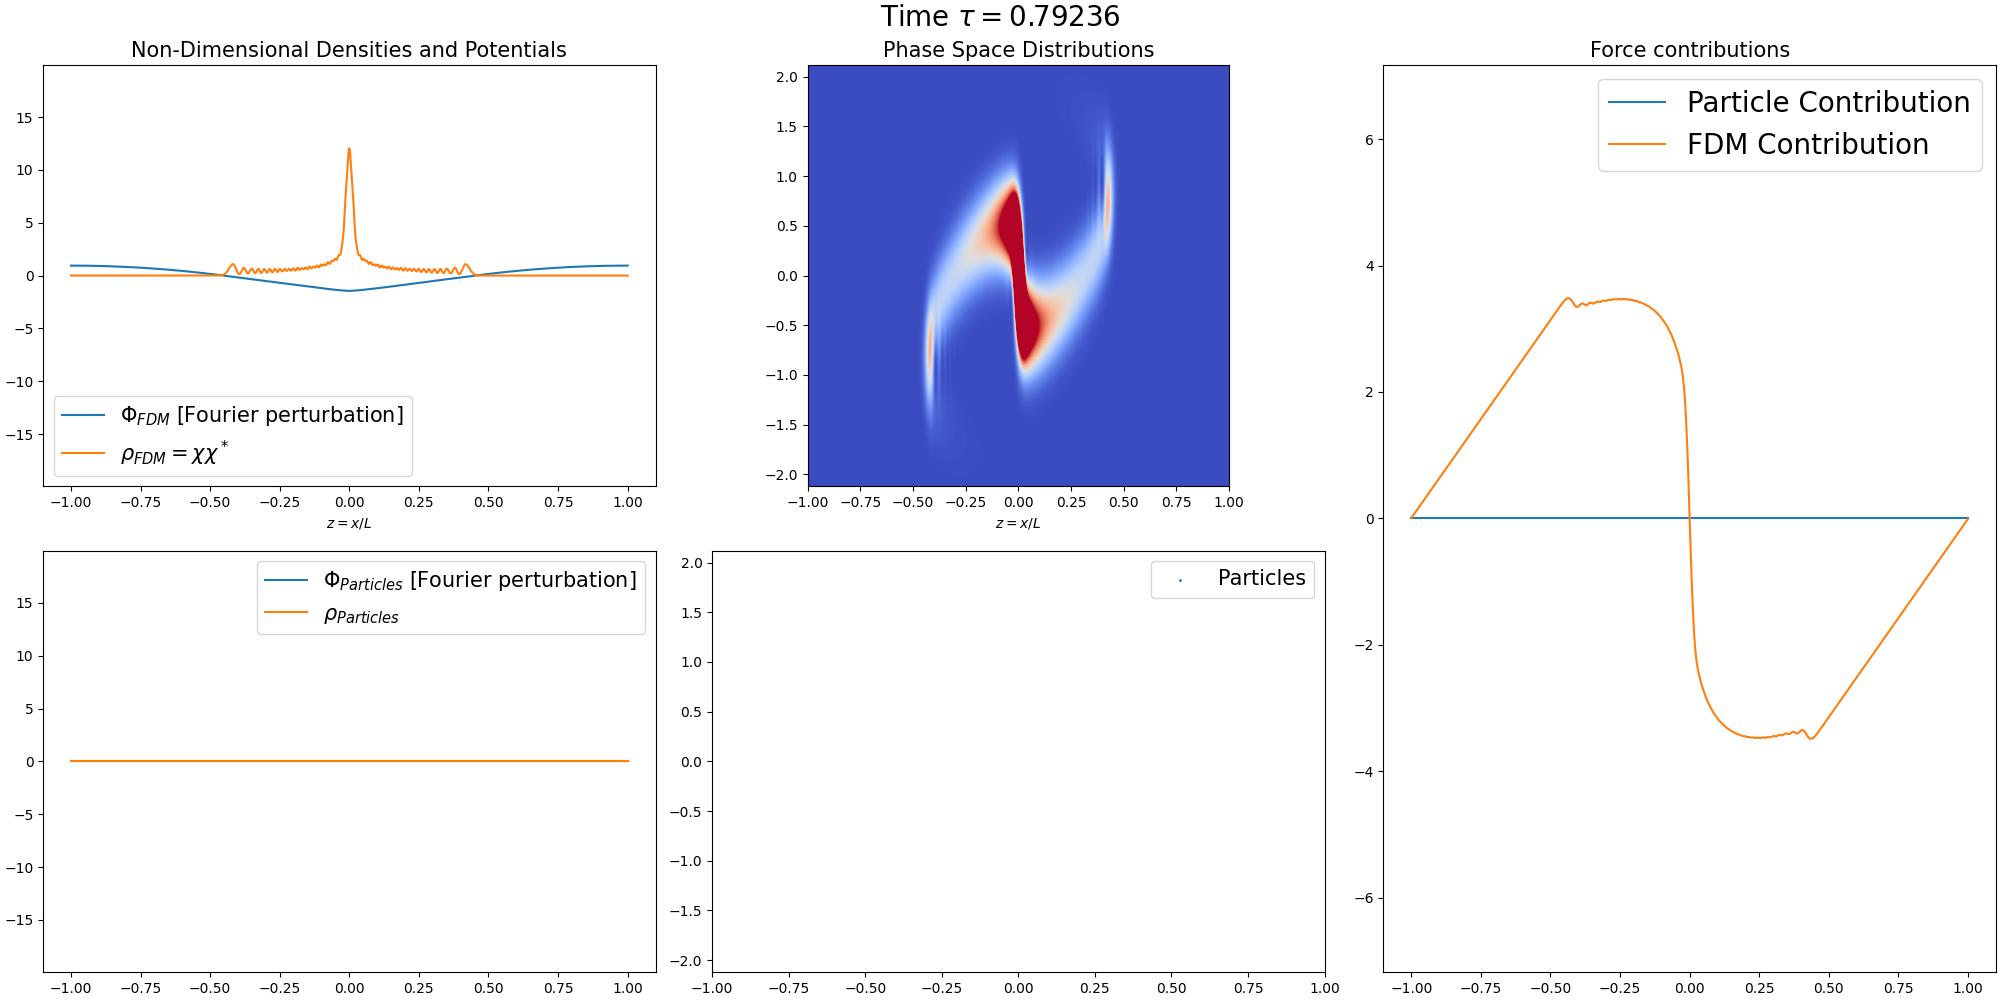 Time τ = 0.79236
Non-Dimensional Densities and Potentials
15
10
5
0
−5
−10
−15
Φ_FDM [Fourier perturbation]
ρ_FDM = χχ*
−1.00 −0.75 −0.50 −0.25 0.00 0.25 0.50 0.75 1.00
z = x/L
Phase Space Distributions
2.0
1.5
1.0
0.5
0.0
−0.5
−1.0
−1.5
−2.0
−1.00 −0.75 −0.50 −0.25 0.00 0.25 0.50 0.75 1.00
z = x/L
Force contributions
Particle Contribution
FDM Contribution
6
4
2
0
−2
−4
−6
−1.00 −0.75 −0.50 −0.25 0.00 0.25 0.50 0.75 1.00
Φ_Particles [Fourier perturbation]
ρ_Particles
15
10
5
0
−5
−10
−15
−1.00 −0.75 −0.50 −0.25 0.00 0.25 0.50 0.75 1.00
Particles
2.0
1.5
1.0
0.5
0.0
−0.5
−1.0
−1.5
−2.0
−1.00 −0.75 −0.50 −0.25 0.00 0.25 0.50 0.75 1.00